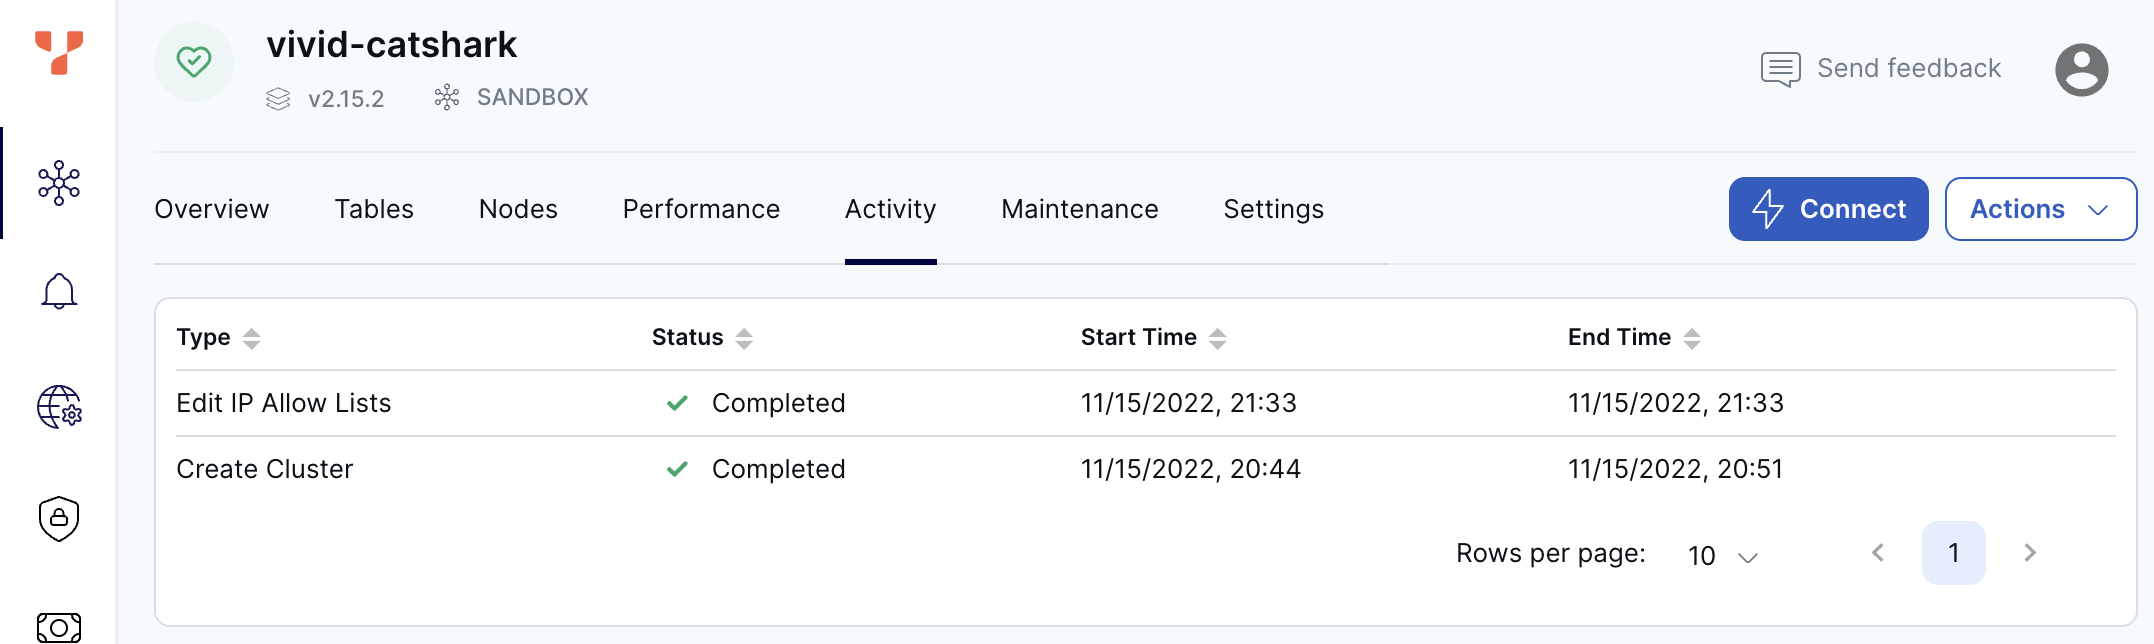 vivid-catshark
v2.15.2 SANDBOX
Send feedback
Overview Tables Nodes Performance Activity Maintenance Settings
Connect Actions
Type Status Start Time End Time
Edit IP Allow Lists Completed 11/15/2022, 21:33 11/15/2022, 21:33
Create Cluster Completed 11/15/2022, 20:44 11/15/2022, 20:51
Rows per page: 10 1